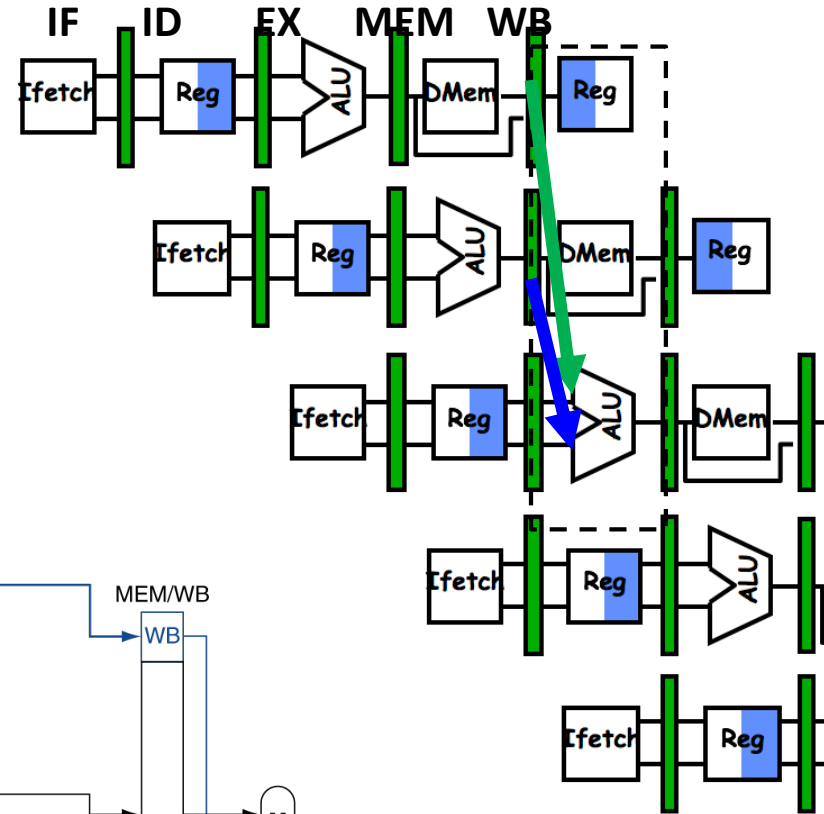 IF ID EX MEM WB
Ifetch Reg ALU DMem Reg
Ifetch Reg ALU DMem Reg
Ifetch Reg ALU DMem
Ifetch Reg ALU
MEM/WB
WB
Ifetch Reg